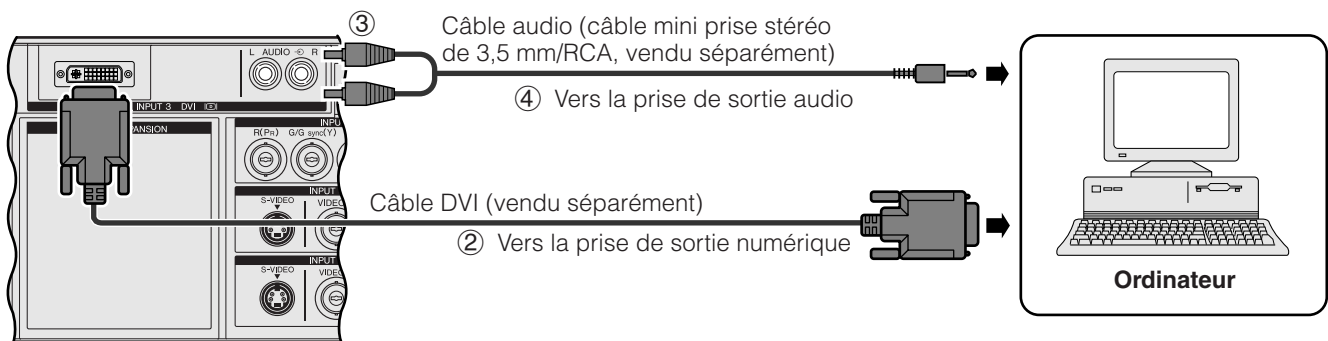 ③
Câble audio (câble mini prise stéréo
de 3,5 mm/RCA, vendu séparément)
L AUDIO R
④ Vers la prise de sortie audio
INPUT 3 DVI
ANSION
INPU
R(PR) G/G sync(Y)
INPUT
S-VIDEO VIDEO
Câble DVI (vendu séparément)
② Vers la prise de sortie numérique
INPUT
S-VIDEO VIDE
Ordinateur